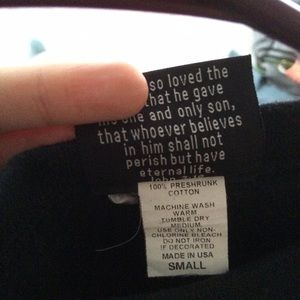 so loved the
that he gave
one and only son,
that whoever believes
in him shall not
perish but have
eternal life.
100% PRESHRUNK
COTTON
MACHINE WASH
WARM
TUMBLE DRY
MEDIUM.
USE ONLY NON-
CHLORINE BLEACH
DO NOT IRON
IF DECORATED
MADE IN USA
SMALL